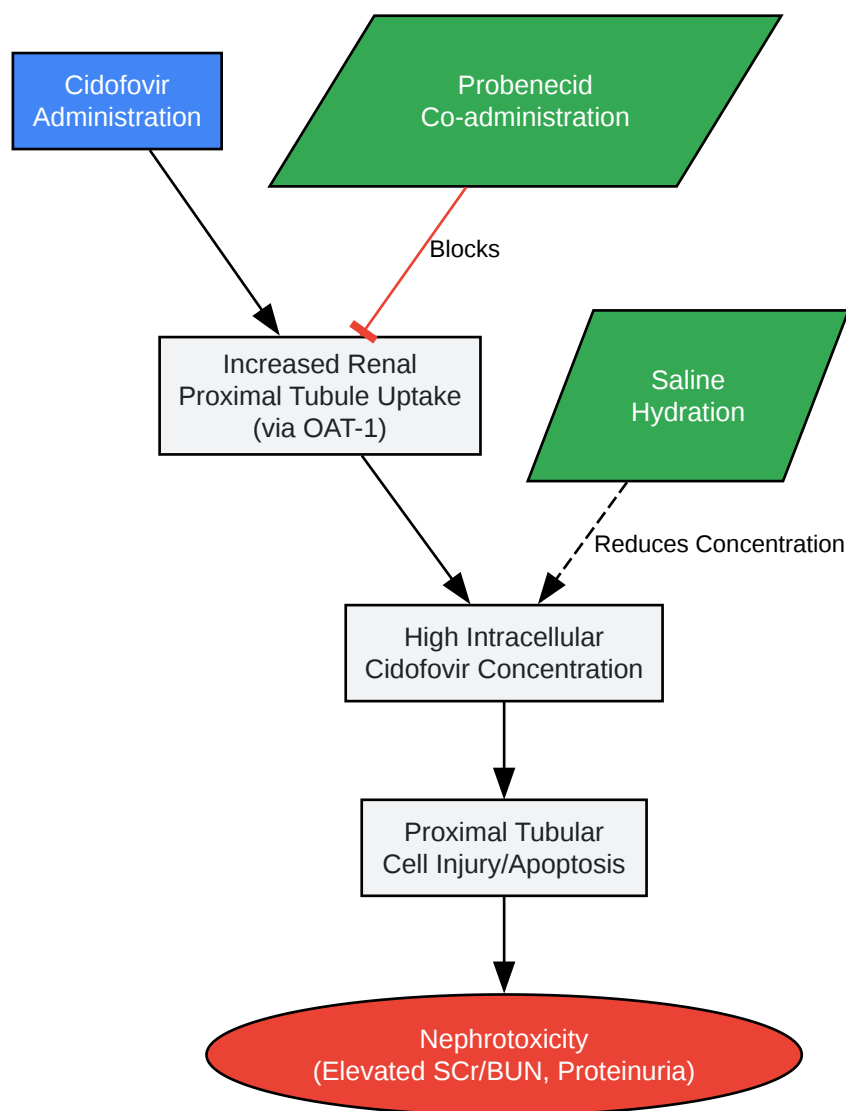 Cidofovir
Administration
Probenecid
Co-administration
Blocks
Increased Renal
Proximal Tubule Uptake
(via OAT-1)
Saline
Hydration
Reduces Concentration
High Intracellular
Cidofovir Concentration
Proximal Tubular
Cell Injury/Apoptosis
Nephrotoxicity
(Elevated SCr/BUN, Proteinuria)